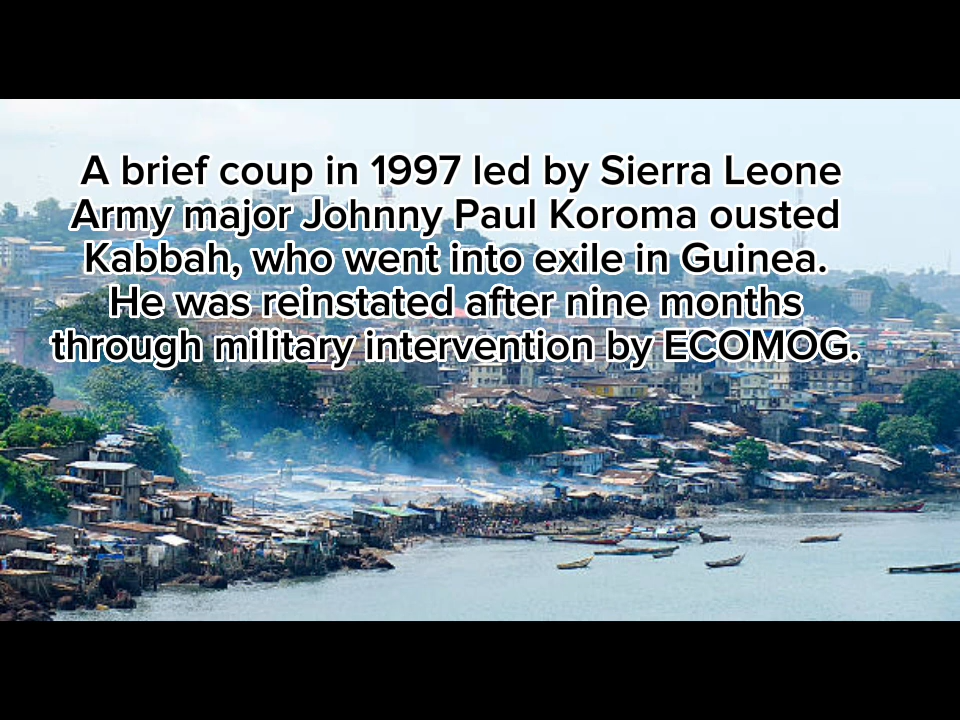 A brief coup in 1997 led by Sierra Leone
Army major Johnny Paul Koroma ousted
Kabbah, who went into exile in Guinea.
He was reinstated after nine months
through military intervention by ECOMOG.